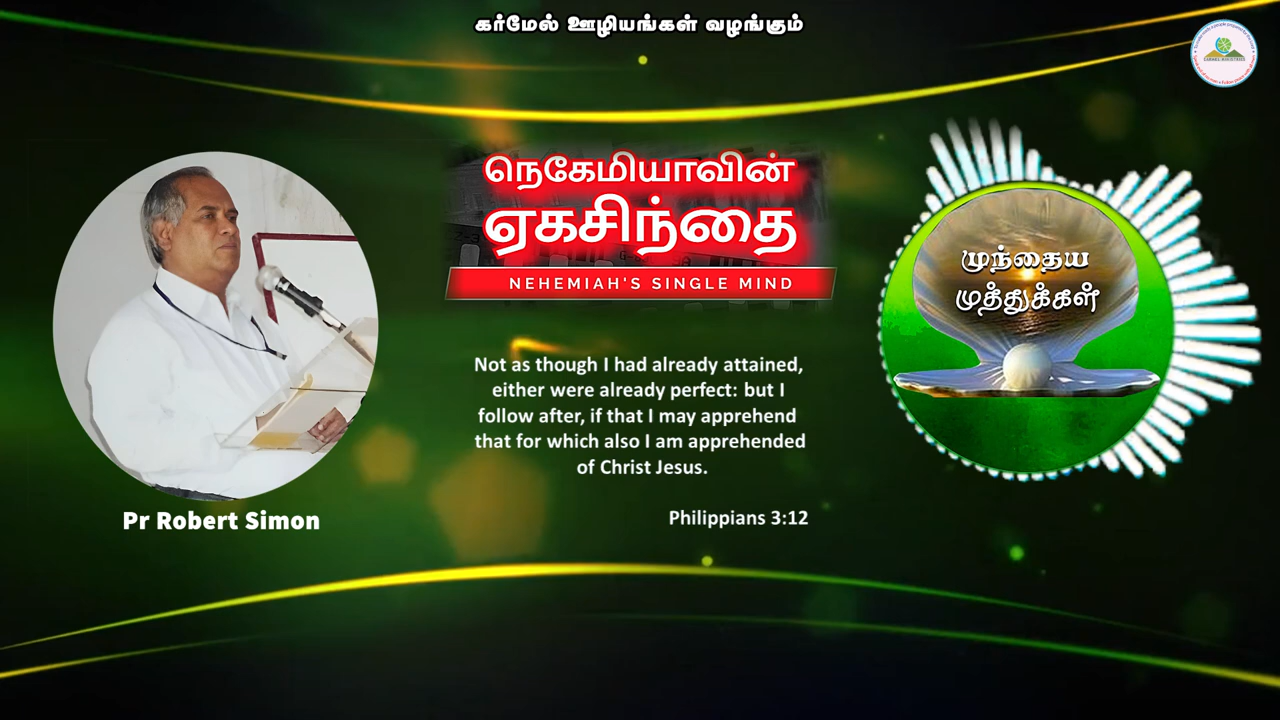 கர்மேல் ஊழியங்கள் வழங்கும்
நெகேமியாவின்
ஏகசிந்தை
NEHEMIAH'S SINGLE MIND
Not as though I had already attained,
either were already perfect: but I
follow after, if that I may apprehend
that for which also I am apprehended
of Christ Jesus.
Philippians 3:12
Pr Robert Simon
முந்தைய
முத்துக்கள்
CARMEL MINISTRIES